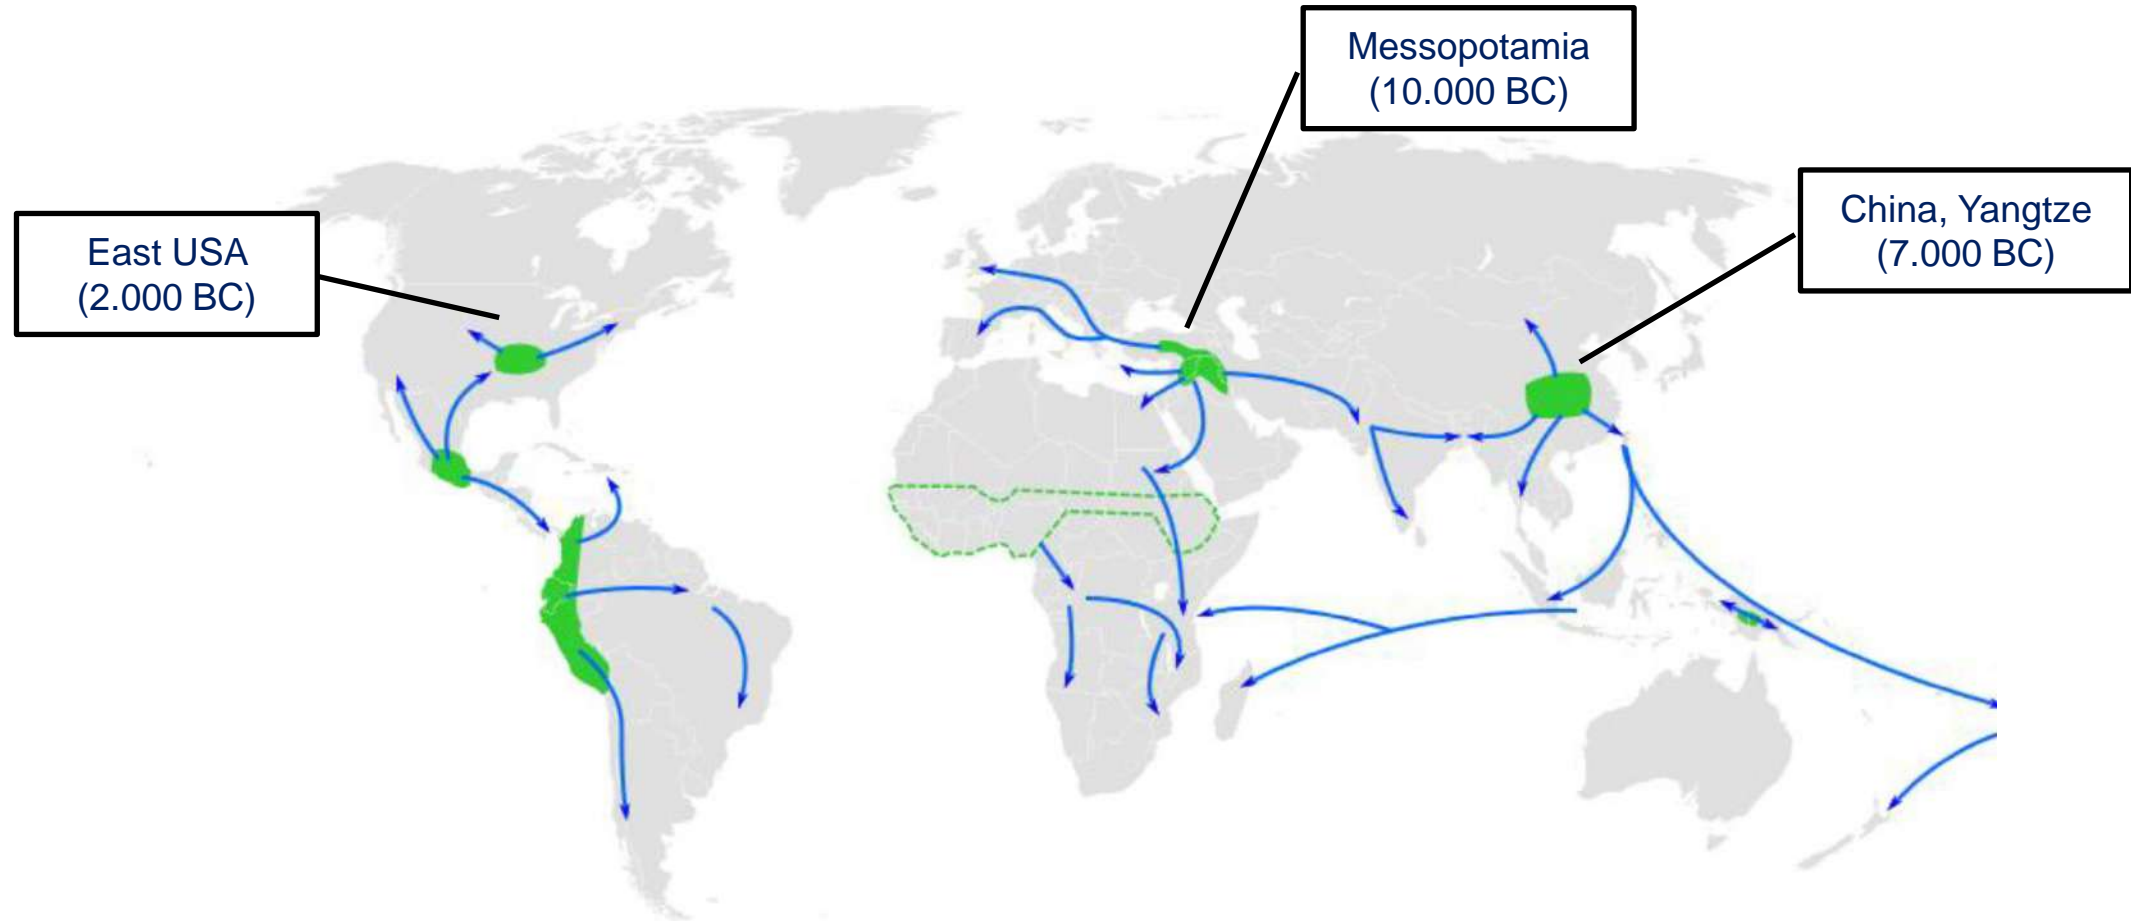 Messopotamia
(10.000 BC)
China, Yangtze
(7.000 BC)
East USA
(2.000 BC)